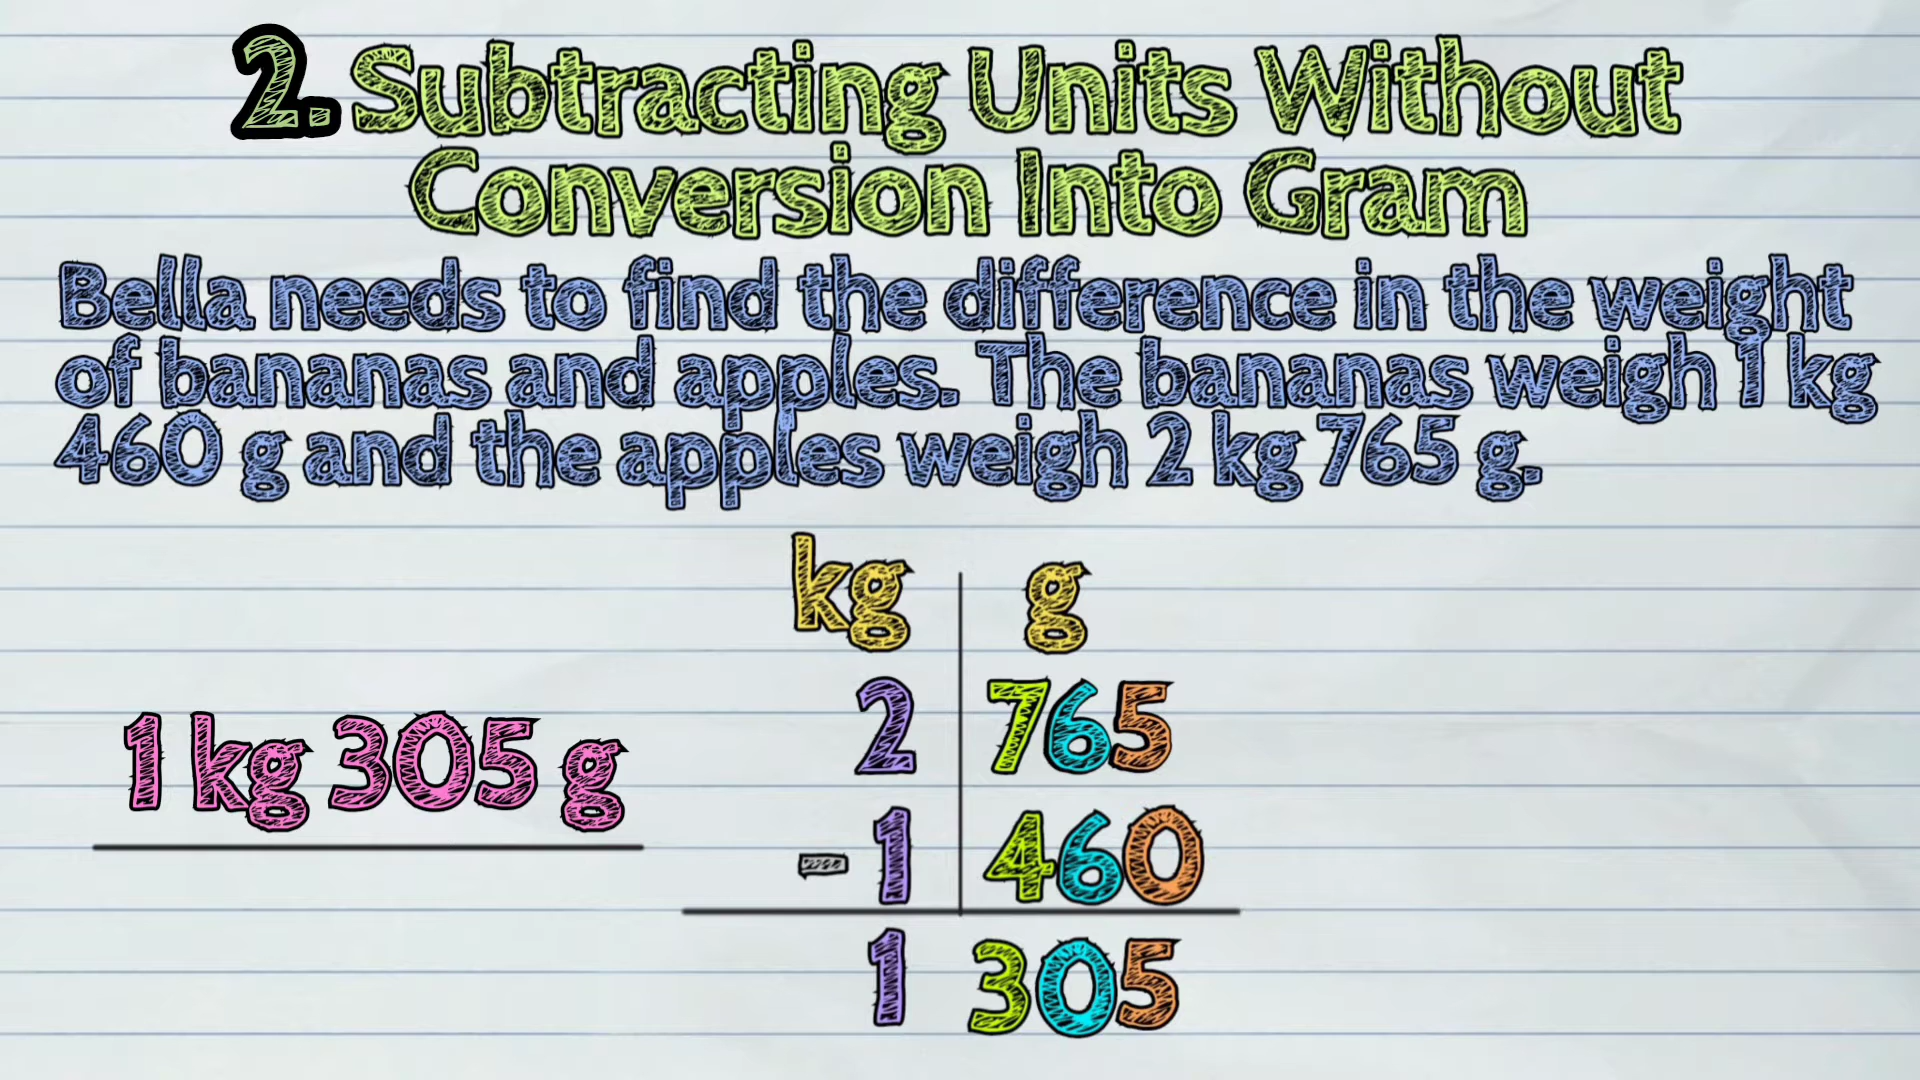 2. Subtracting Units Without
Conversion Into Gram
Bella needs to find the difference in the weight
of bananas and apples. The bananas weigh 1 kg
460 g and the apples weigh 2 kg 765 g.
kg g
2 765
1 kg 305 g
- 1 460
1 305